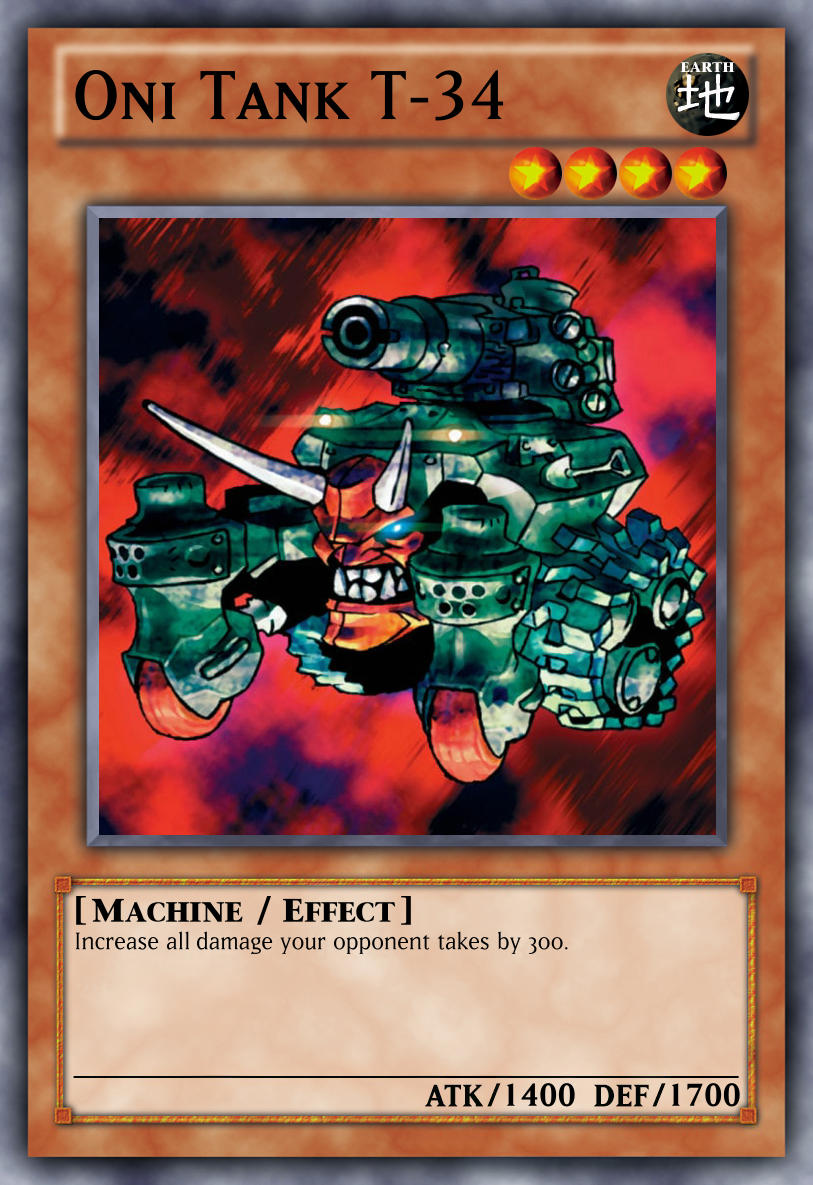 Oni Tank T-34
EARTH
地
[ Machine / Effect ]
Increase all damage your opponent takes by 300.
ATK/1400 DEF/1700